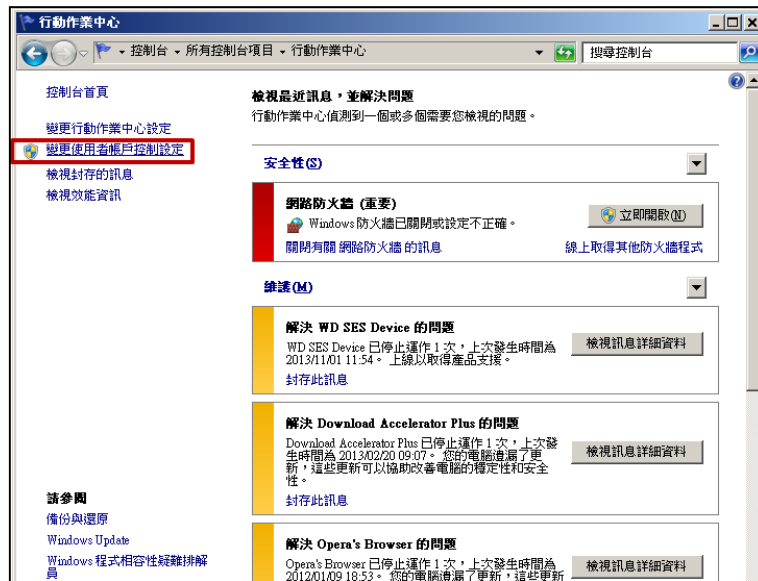 行動作業中心
控制台 ▾ 所有控制台項目 ▾ 行動作業中心
搜尋控制台
控制台首頁
變更行動作業中心設定
變更使用者帳戶控制設定
檢視封存的訊息
檢視效能資訊
檢視最近訊息，並解決問題
行動作業中心偵測到一個或多個需要您檢視的問題。
安全性(S)
網路防火牆 (重要)
Windows 防火牆已關閉或設定不正確。
立即開啟(N)
關閉有關 網路防火牆 的訊息
線上取得其他防火牆程式
維護(M)
解決 WD SES Device 的問題
WD SES Device 已停止運作 1 次，上次發生時間為
2013/11/01 11:54。 上線以取得產品支援。
檢視訊息詳細資料
封存此訊息
解決 Download Accelerator Plus 的問題
Download Accelerator Plus 已停止運作 1 次，上次發
生時間為 2013/02/20 09:07。 您的電腦遺漏了更
新，這些更新可以協助改善電腦的穩定性和安全
性。
檢視訊息詳細資料
封存此訊息
解決 Opera's Browser 的問題
Opera's Browser 已停止運作 1 次，上次發生時間為
2012/01/09 18:53。 您的電腦遺漏了更新，這些更新
檢視訊息詳細資料
請參閱
備份與還原
Windows Update
Windows 程式相容性疑難排解
員